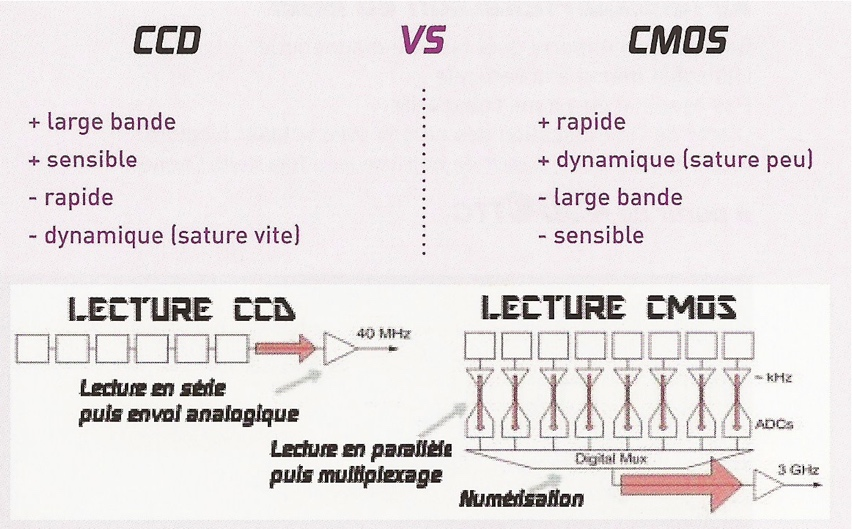 CCD VS CMOS
+ large bande
+ sensible
- rapide
- dynamique (sature vite)
+ rapide
+ dynamique (sature peu)
- large bande
- sensible
LECTURE CCD
40 MHz
Lecture en série
puis envoi analogique
LECTURE CMOS
~ kHz
ADCs
Lecture en parallèle
puis multiplexage
Digital Mux
3 GHz
Numérisation